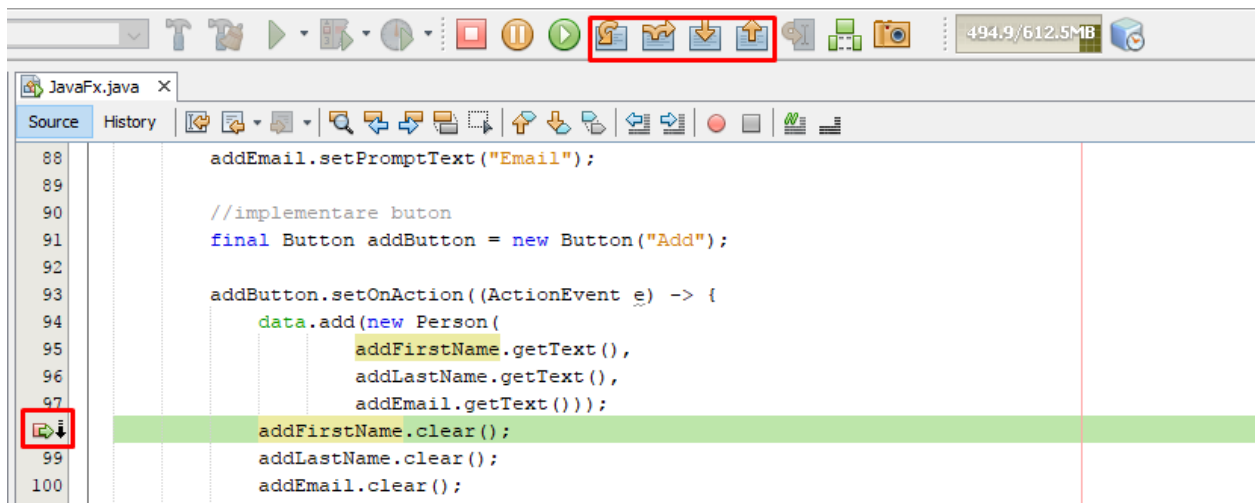 494.9/612.5MB
JavaFx.java
Source History
88 addEmail.setPromptText("Email");
89
90 //implementare buton
91 final Button addButton = new Button("Add");
92
93 addButton.setOnAction((ActionEvent e) -> {
94 data.add(new Person(
95 addFirstName.getText(),
96 addLastName.getText(),
97 addEmail.getText()));
addFirstName.clear();
99 addLastName.clear();
100 addEmail.clear();